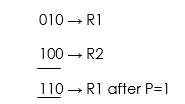 010 → R1
100 → R2
110 → R1 after P=1